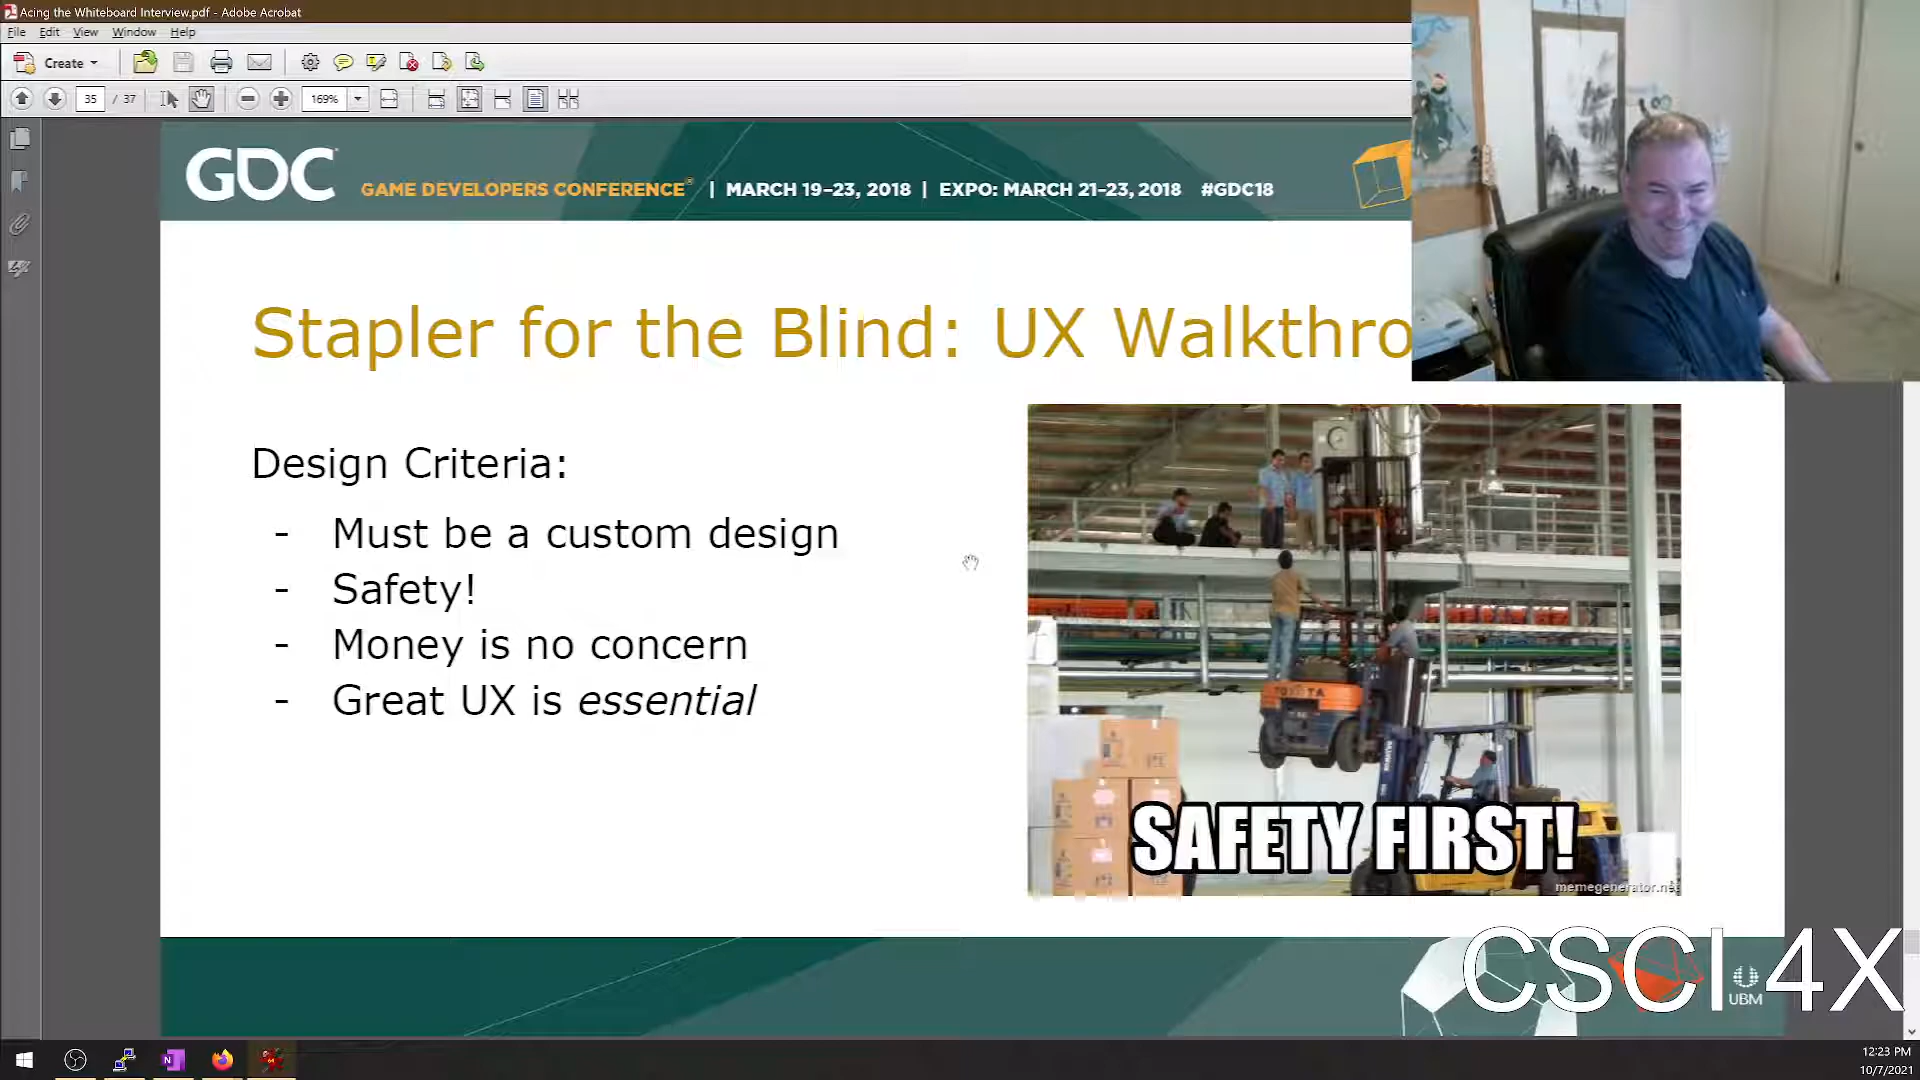 Acing the Whiteboard Interview.pdf - Adobe Acrobat
File Edit View Window Help
Create
35 / 37 169%
GDC GAME DEVELOPERS CONFERENCE® | MARCH 19-23, 2018 | EXPO: MARCH 21-23, 2018 #GDC18
Stapler for the Blind: UX Walkthro
Design Criteria:
- Must be a custom design
- Safety!
- Money is no concern
- Great UX is essential
TOYOTA
SAFETY FIRST!
memegenerator.net
CSCI 4X
UBM
12:23 PM
10/7/2021